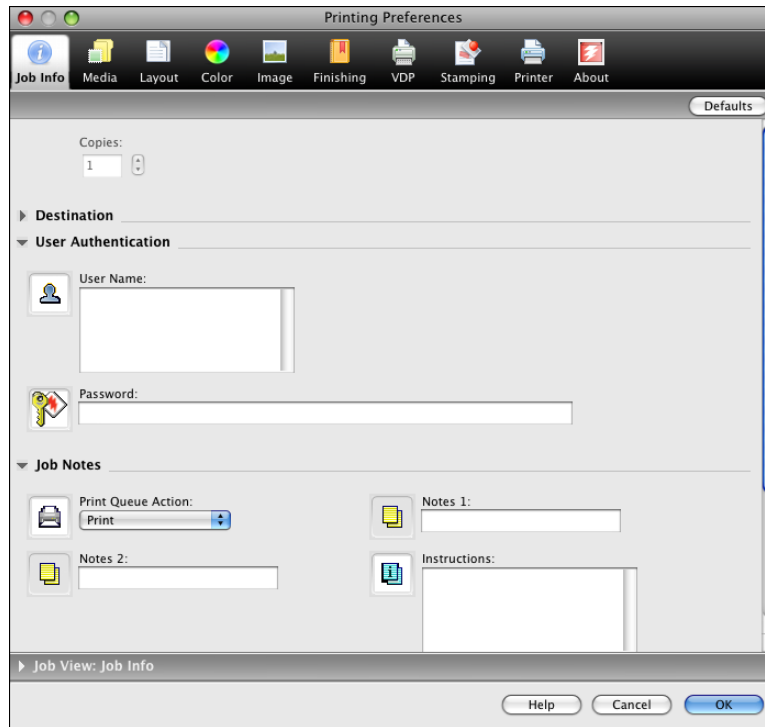 Printing Preferences
Job Info Media Layout Color Image Finishing VDP Stamping Printer About
Defaults
Copies:
1
Destination
User Authentication
User Name:
Password:
Job Notes
Print Queue Action: Notes 1:
Print
Notes 2: Instructions:
Job View: Job Info
Help Cancel OK